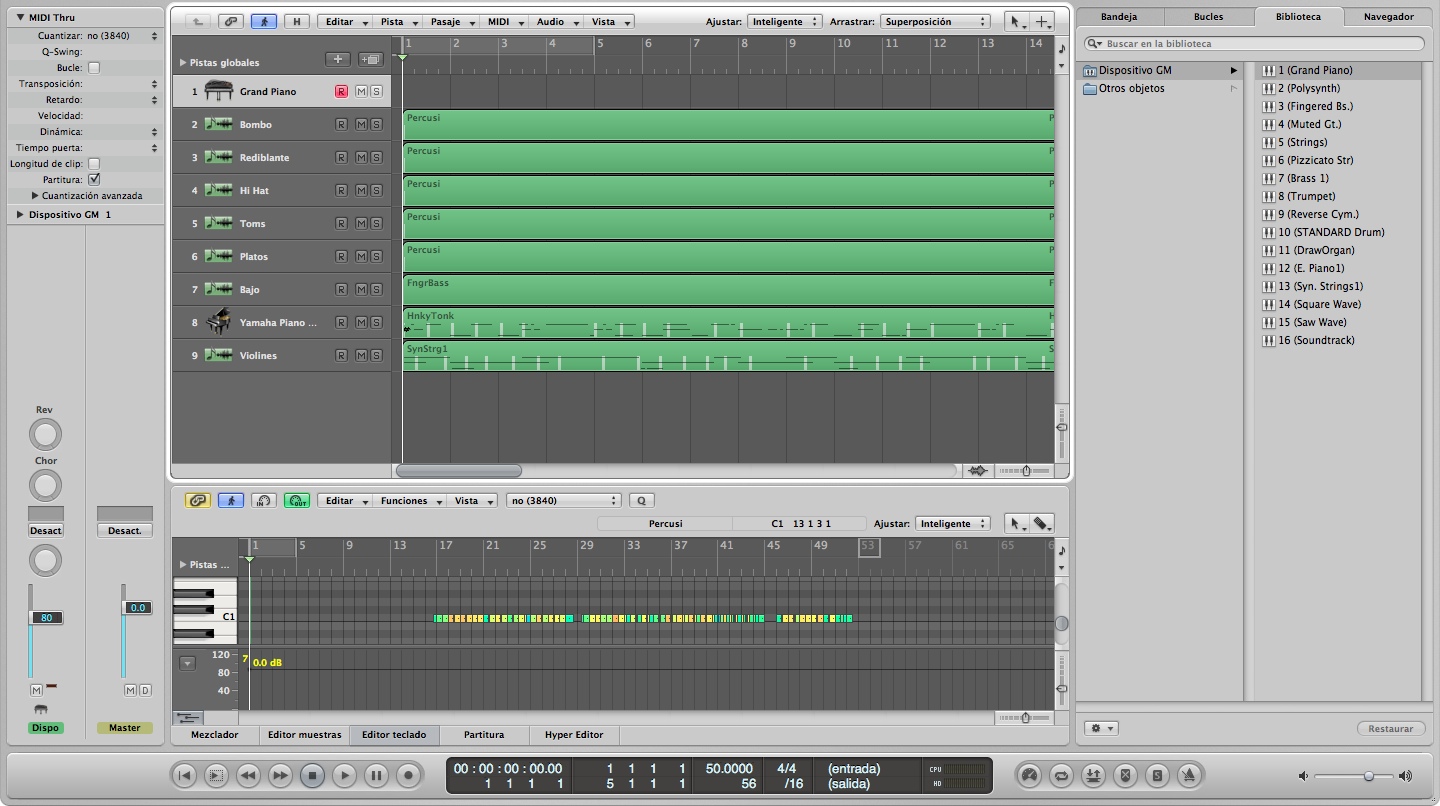 MIDI Thru
Cuantizar: no (3840)
Q-Swing:
Bucle:
Transposición:
Retardo:
Velocidad:
Dinámica:
Tiempo puerta:
Longitud de clip:
Partitura:
Cuantización avanzada
Dispositivo GM 1
Rev
Chor
Desact
Desact.
80
0.0
M
M D
Dispo
Master
H Editar Pista Pasaje MIDI Audio Vista Ajustar: Inteligente Arrastrar: Superposición
Pistas globales
1 2 3 4 5 6 7 8 9 10 11 12 13 14
1 Grand Piano R M S
2 Bombo R M S Percusi P
3 Rediblante R M S Percusi P
4 Hi Hat R M S Percusi P
5 Toms R M S Percusi P
6 Platos R M S Percusi P
7 Bajo R M S FngrBass F
8 Yamaha Piano ... R M S HnkyTonk H
9 Violines R M S SynStrg1 S
IN OUT Editar Funciones Vista no (3840) Q
Percusi C1 13 1 3 1 Ajustar: Inteligente
Pistas ...
1 5 9 13 17 21 25 29 33 37 41 45 49 53 57 61 65 6
C1
120
80
40
7 0.0 dB
Mezclador Editor muestras Editor teclado Partitura Hyper Editor
Bandeja Bucles Biblioteca Navegador
Buscar en la biblioteca
Dispositivo GM
Otros objetos
1 (Grand Piano)
2 (Polysynth)
3 (Fingered Bs.)
4 (Muted Gt.)
5 (Strings)
6 (Pizzicato Str)
7 (Brass 1)
8 (Trumpet)
9 (Reverse Cym.)
10 (STANDARD Drum)
11 (DrawOrgan)
12 (E. Piano1)
13 (Syn. Strings1)
14 (Square Wave)
15 (Saw Wave)
16 (Soundtrack)
Restaurar
00 : 00 : 00 : 00.00 1 1 1 1 50.0000 4/4 (entrada) CPU
1 1 1 1 5 1 1 1 56 /16 (salida) HD
S